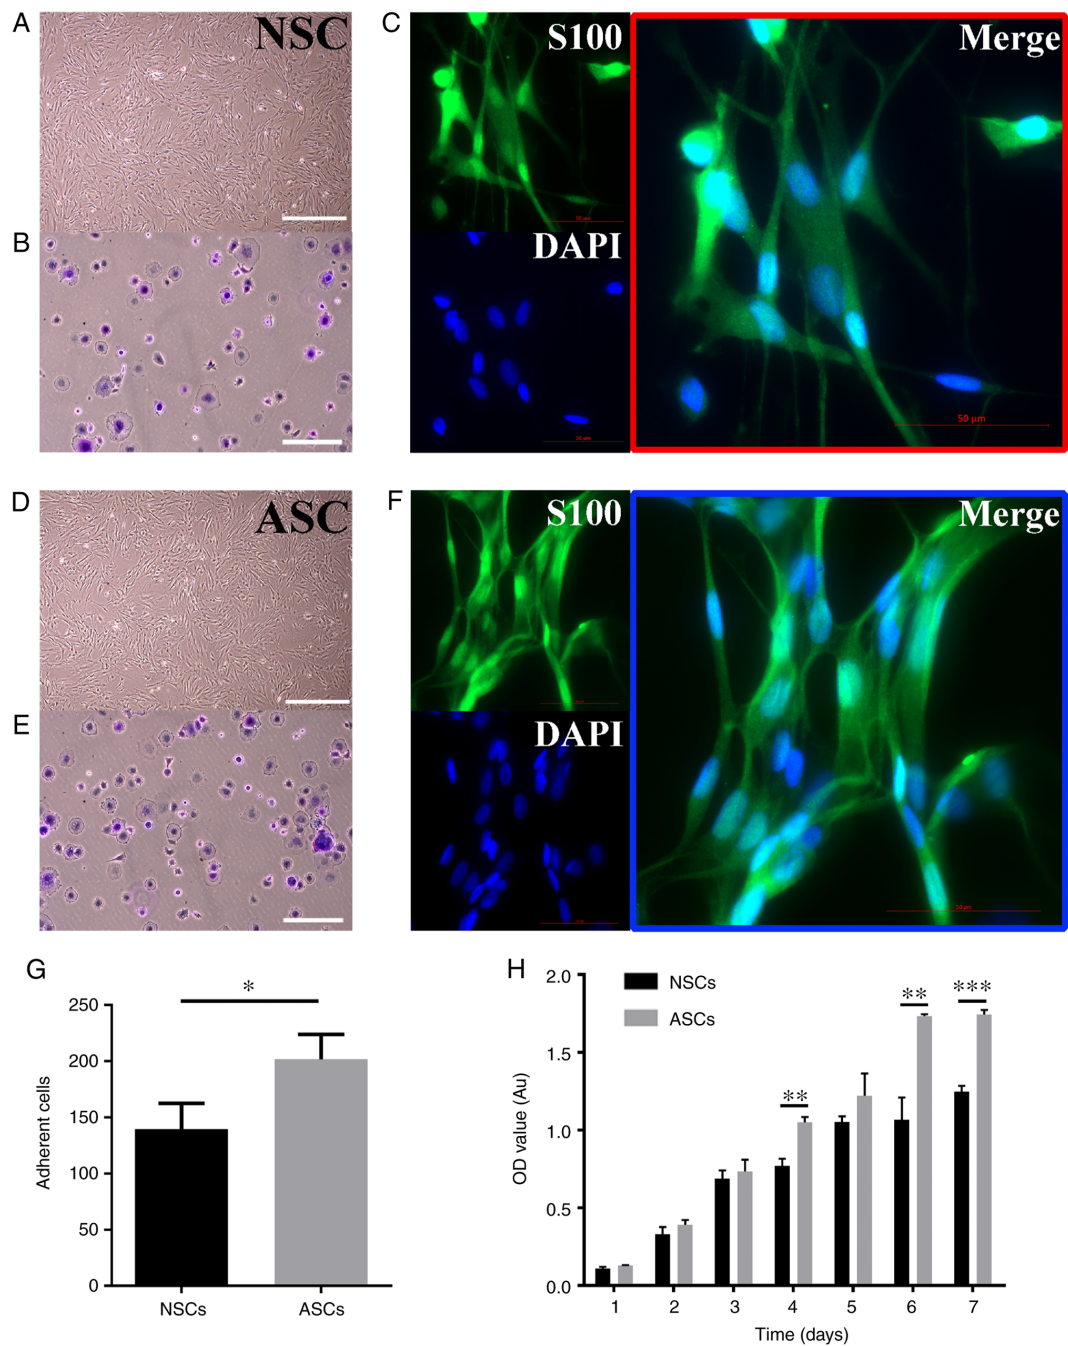 A
NSC
B
C
S100
DAPI
Merge
50 µm
D
ASC
E
F
S100
DAPI
Merge
50 µm
G
*
250
200
150
100
50
0
Adherent cells
NSCs
ASCs
H
NSCs
ASCs
**
**
***
2.0
1.5
1.0
0.5
0.0
OD value (Au)
1 2 3 4 5 6 7
Time (days)